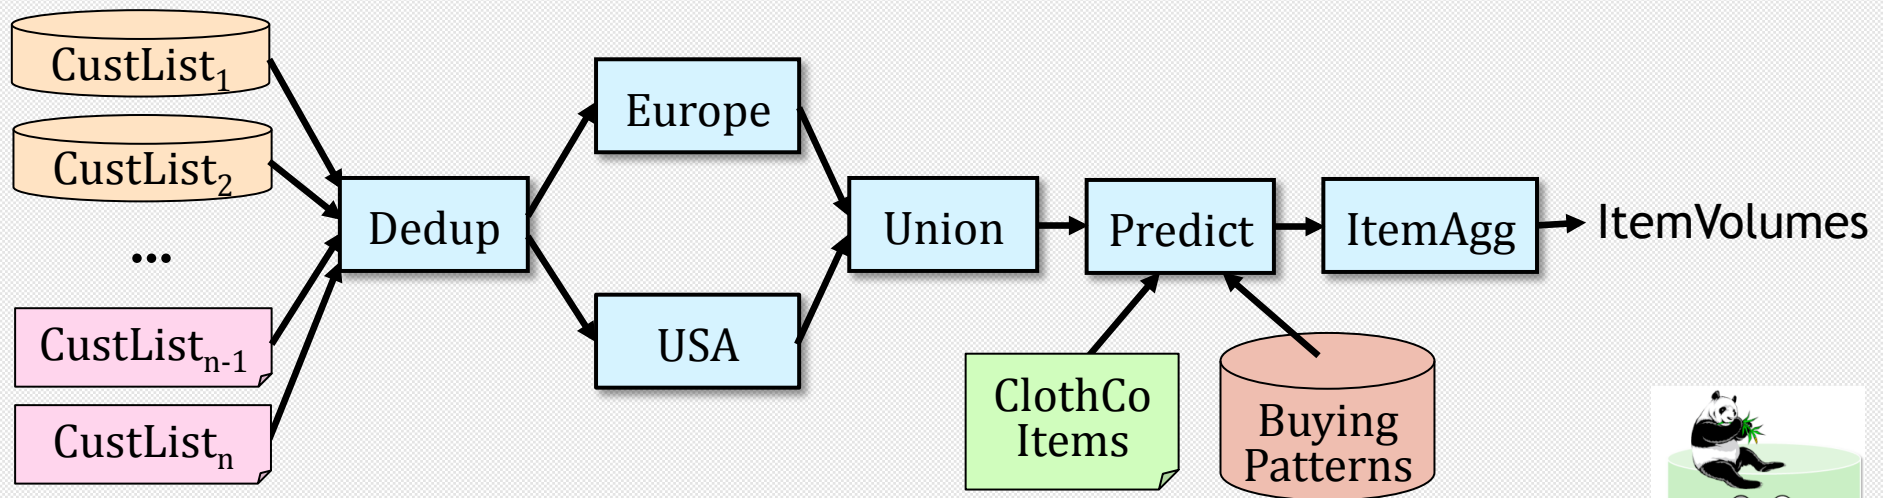 CustList₁
CustList₂
...
CustListₙ₋₁
CustListₙ
Dedup
Europe
USA
Union
Predict
ItemAgg
ItemVolumes
ClothCo
Items
Buying
Patterns